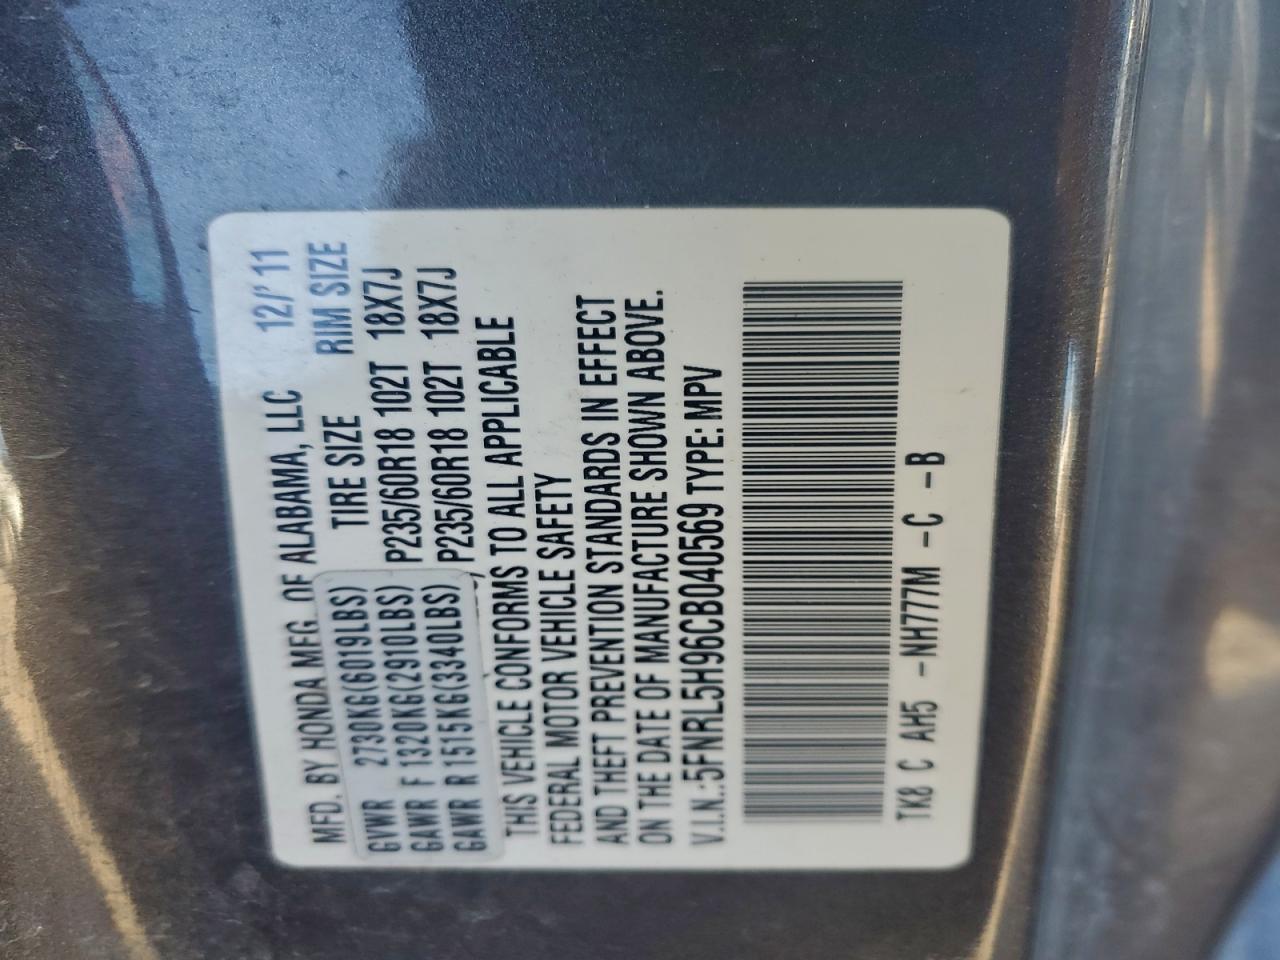 MFD. BY HONDA MFG. OF ALABAMA, LLC 12/'11
TIRE SIZE RIM SIZE
GVWR 2730KG(6019LBS)
GAWR F 1320KG(2910LBS) P235/60R18 102T 18X7J
GAWR R 1515KG(3340LBS) P235/60R18 102T 18X7J
THIS VEHICLE CONFORMS TO ALL APPLICABLE
FEDERAL MOTOR VEHICLE SAFETY
AND THEFT PREVENTION STANDARDS IN EFFECT
ON THE DATE OF MANUFACTURE SHOWN ABOVE.
V.I.N.:5FNRL5H96CB040569 TYPE: MPV
TK8 C AH5 -NH777M -C -B